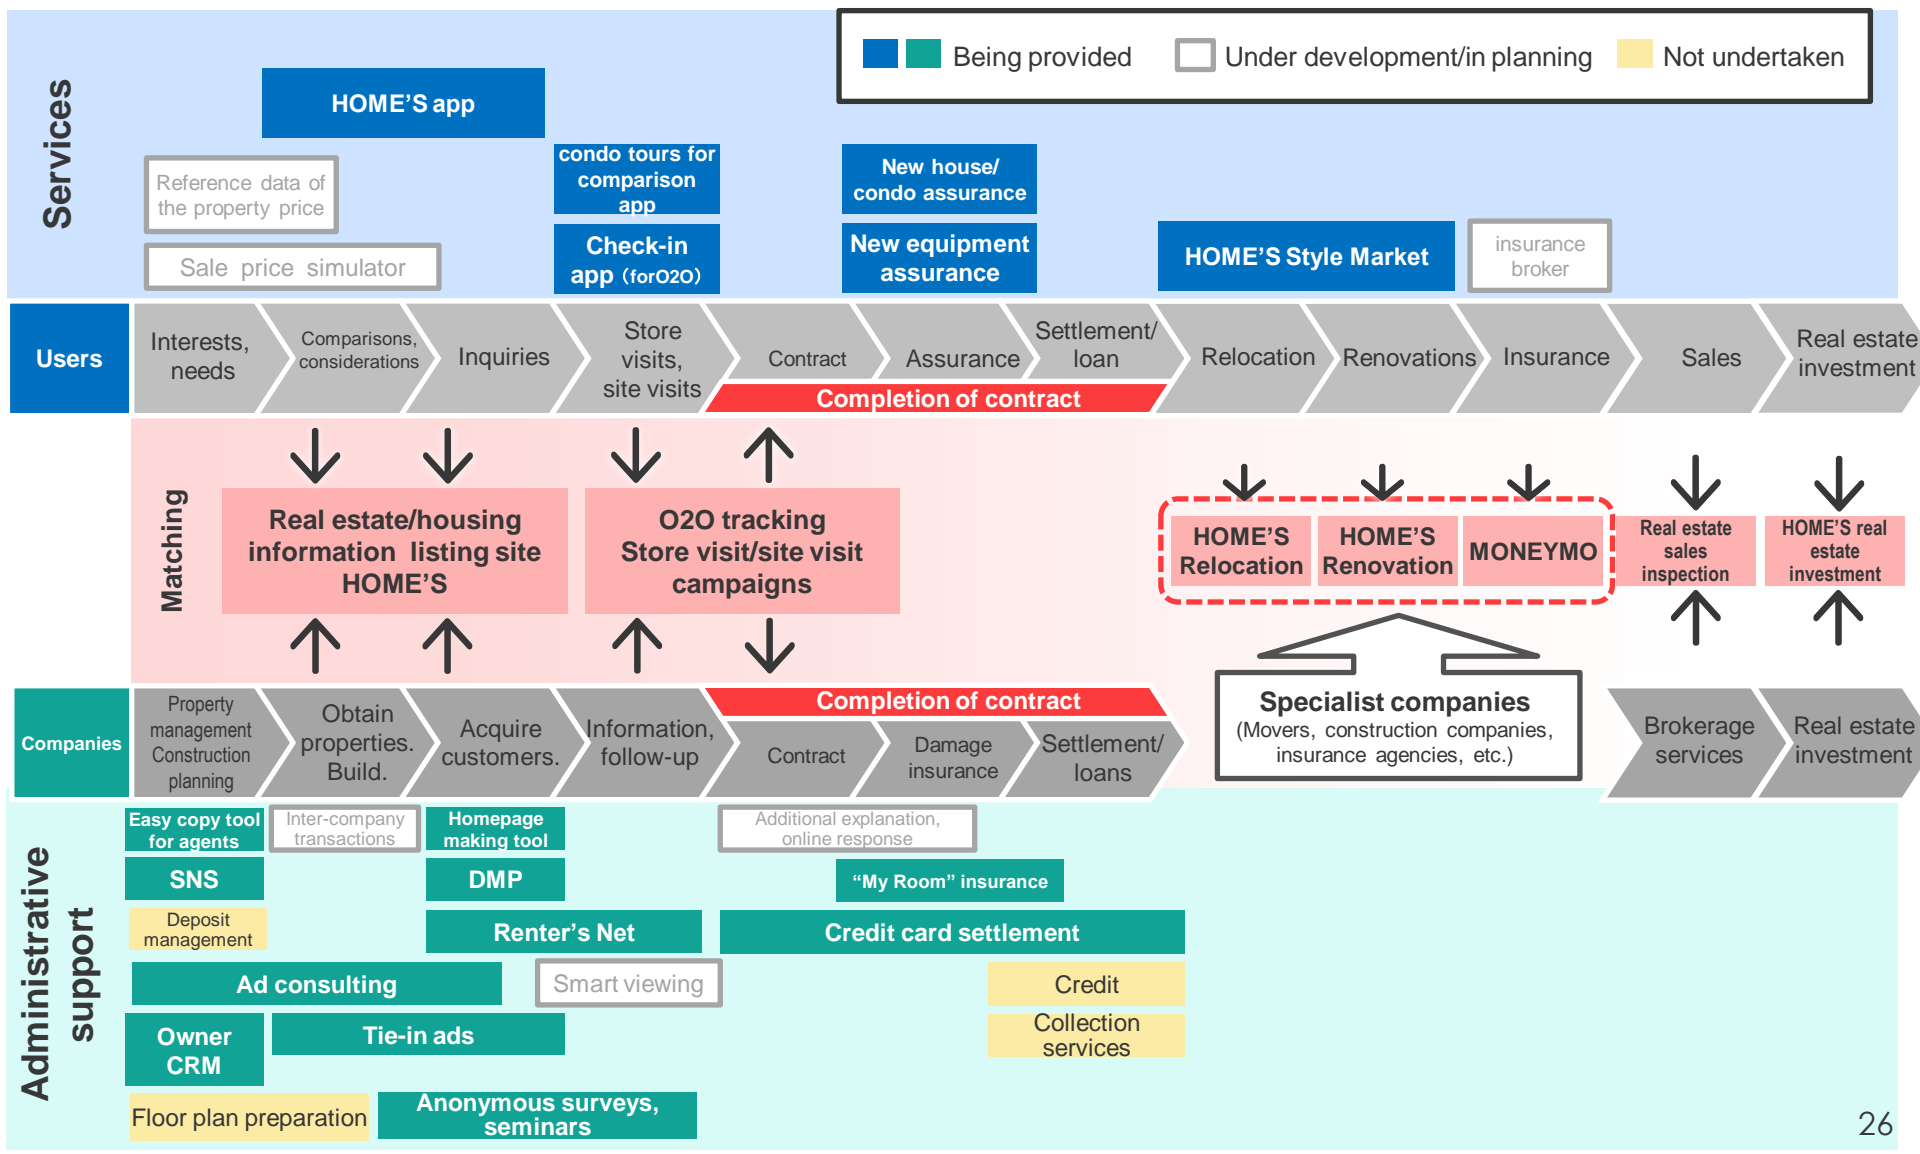 Being provided
Under development/in planning
Not undertaken
Services
HOME'S app
Reference data of
the property price
Sale price simulator
condo tours for
comparison
app
Check-in
app (forO2O)
New house/
condo assurance
New equipment
assurance
HOME'S Style Market
insurance
broker
Users
Interests,
needs
Comparisons,
considerations
Inquiries
Store
visits,
site visits
Contract
Assurance
Settlement/
loan
Completion of contract
Relocation
Renovations
Insurance
Sales
Real estate
investment
Matching
Real estate/housing
information listing site
HOME'S
O2O tracking
Store visit/site visit
campaigns
HOME'S
Relocation
HOME'S
Renovation
MONEYMO
Real estate
sales
inspection
HOME'S real
estate
investment
Specialist companies
(Movers, construction companies,
insurance agencies, etc.)
Companies
Property
management
Construction
planning
Obtain
properties.
Build.
Acquire
customers.
Information,
follow-up
Completion of contract
Contract
Damage
insurance
Settlement/
loans
Brokerage
services
Real estate
investment
Administrative
support
Easy copy tool
for agents
Inter-company
transactions
Homepage
making tool
Additional explanation,
online response
SNS
DMP
“My Room” insurance
Deposit
management
Renter's Net
Credit card settlement
Ad consulting
Smart viewing
Credit
Owner
CRM
Tie-in ads
Collection
services
Floor plan preparation
Anonymous surveys,
seminars
26